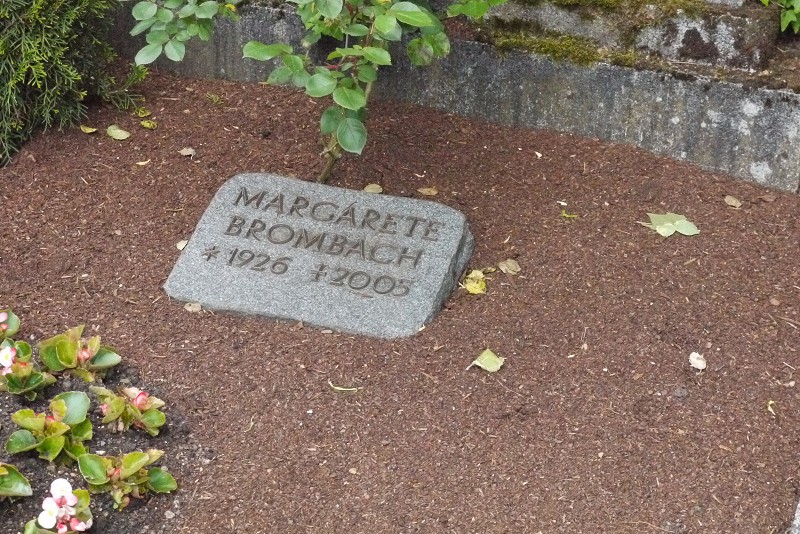 MARGARETE
BROMBACH
* 1926 † 2005